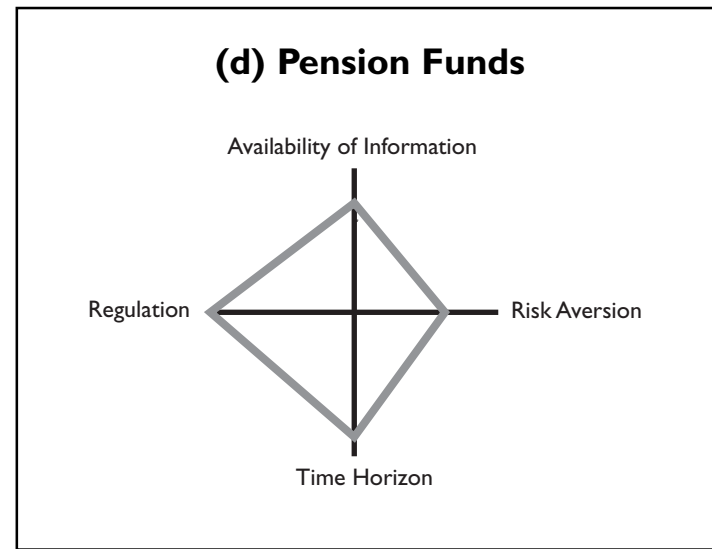 (d) Pension Funds
Availability of Information
Regulation
Risk Aversion
Time Horizon